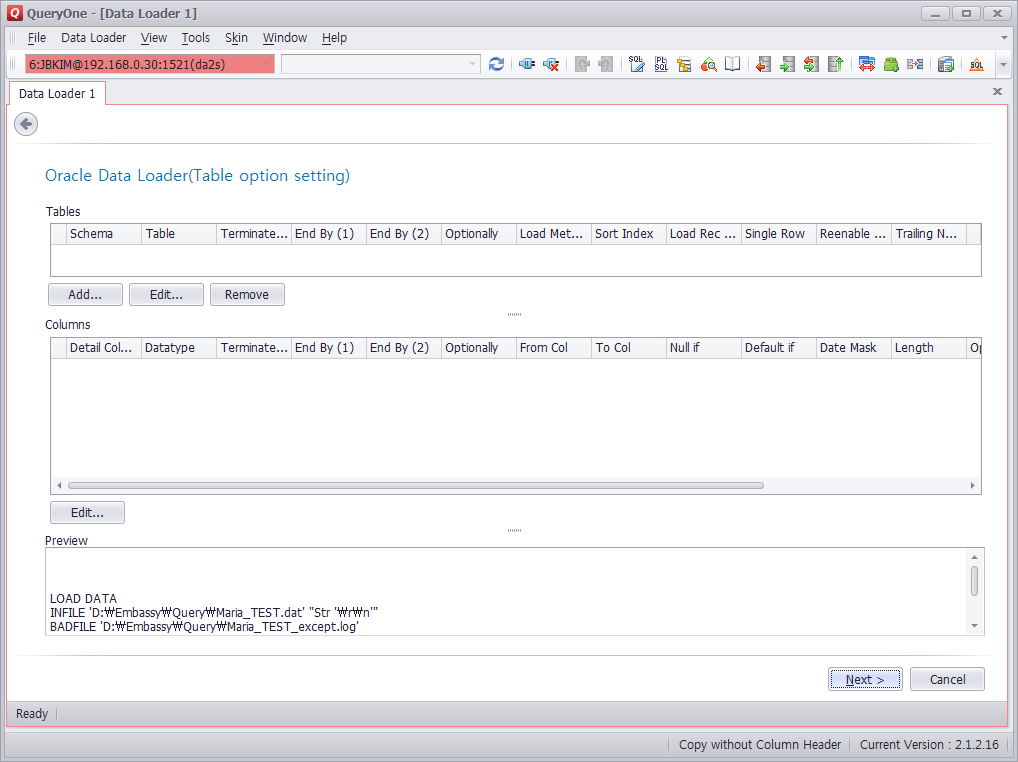 QueryOne - [Data Loader 1]
File Data Loader View Tools Skin Window Help
6:JBKIM@192.168.0.30:1521(da2s)
Data Loader 1
Oracle Data Loader(Table option setting)
Tables
Schema Table Terminate... End By (1) End By (2) Optionally Load Met... Sort Index Load Rec ... Single Row Reenable ... Trailing N...
Add... Edit... Remove
Columns
Detail Col... Datatype Terminate... End By (1) End By (2) Optionally From Col To Col Null if Default if Date Mask Length Op
Edit...
Preview
LOAD DATA
INFILE 'D:₩Embassy₩Query₩Maria_TEST.dat' "Str '₩r₩n'"
BADFILE 'D:₩Embassy₩Query₩Maria_TEST_except.log'
Next > Cancel
Ready
Copy without Column Header Current Version : 2.1.2.16